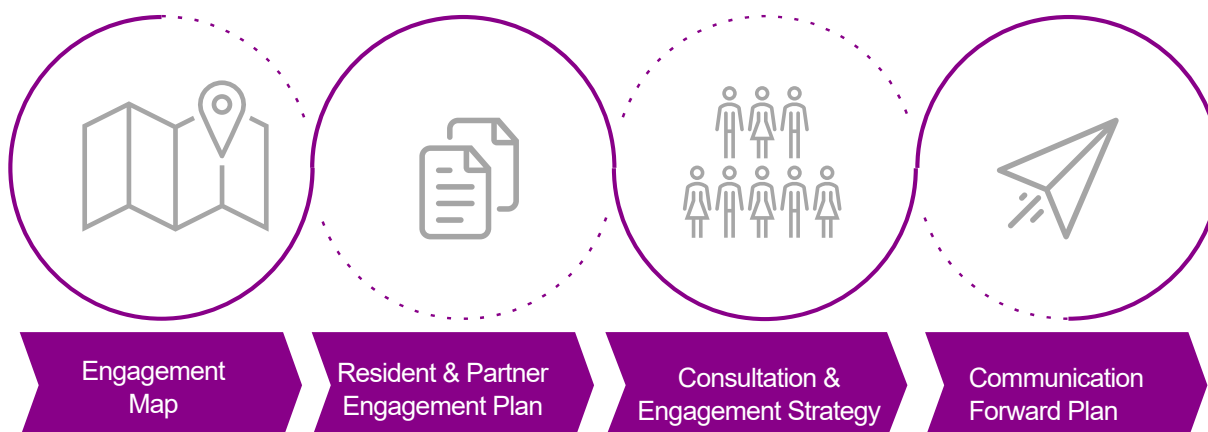 Engagement
Map
Resident & Partner
Engagement Plan
Consultation &
Engagement Strategy
Communication
Forward Plan